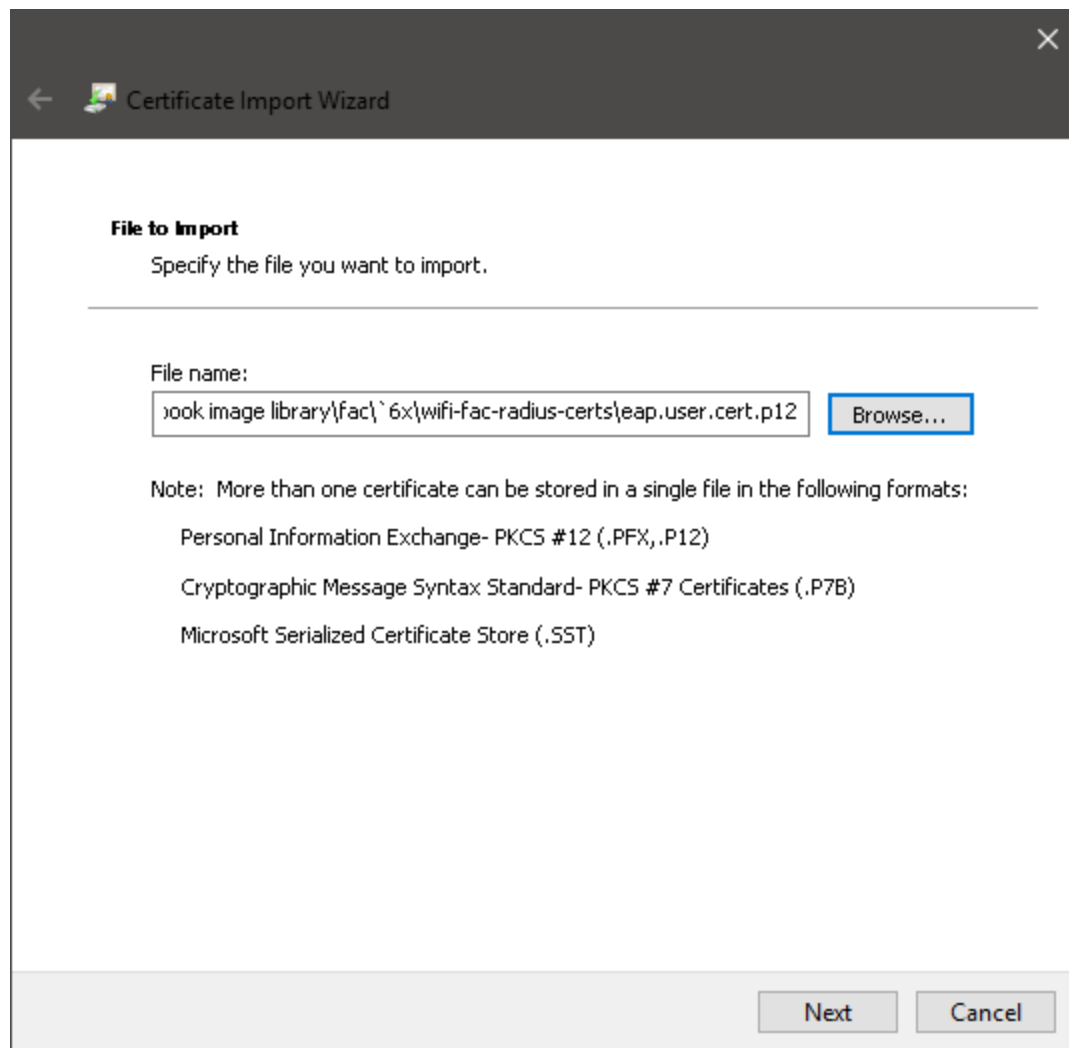 Certificate Import Wizard
File to Import
Specify the file you want to import.
File name:
image library\fac\`6x\wifi-fac-radius-certs\eap.user.cert.p12
Browse...
Note:  More than one certificate can be stored in a single file in the following formats:
Personal Information Exchange- PKCS #12 (.PFX,.P12)
Cryptographic Message Syntax Standard- PKCS #7 Certificates (.P7B)
Microsoft Serialized Certificate Store (.SST)
Next
Cancel